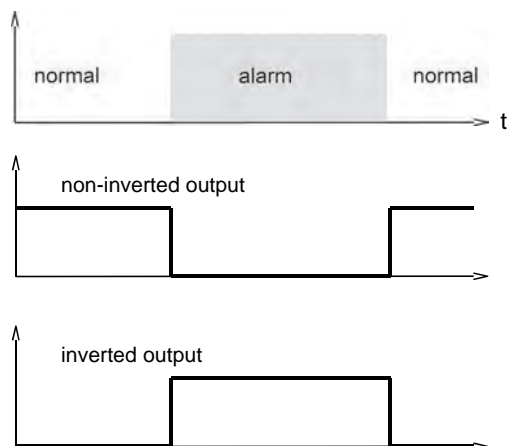 normal alarm normal
t
non-inverted output
inverted output